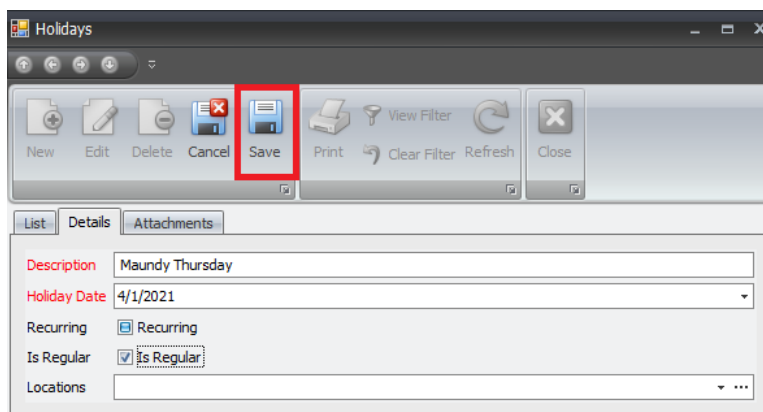 Holidays
New Edit Delete Cancel Save Print View Filter Clear Filter Refresh Close
List Details Attachments
Description Maundy Thursday
Holiday Date 4/1/2021
Recurring Recurring
Is Regular Is Regular
Locations